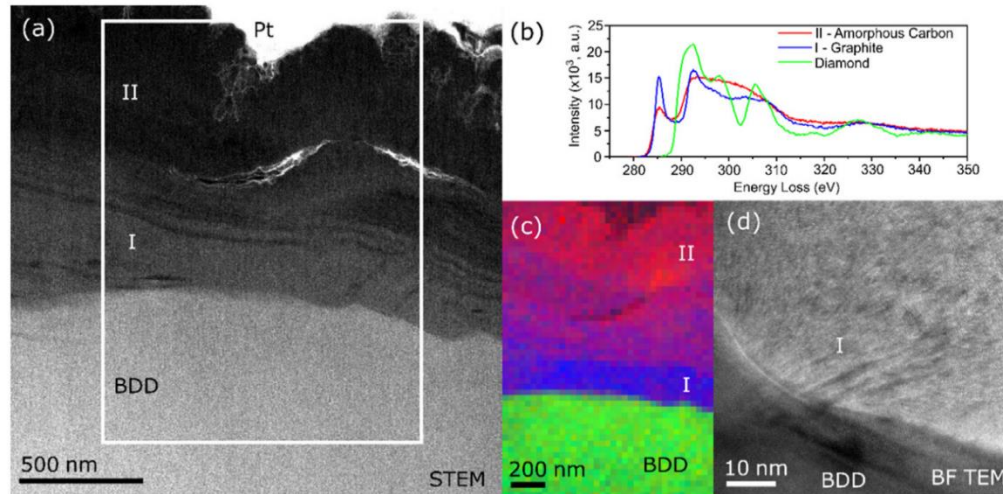 (a)
Pt
II
I
BDD
500 nm
STEM
(b)
Intensity (x10³, a.u.)
25
20
15
10
5
0
280 290 300 310 320 330 340 350
Energy Loss (eV)
II - Amorphous Carbon
I - Graphite
Diamond
(c)
II
I
BDD
200 nm
(d)
I
10 nm
BDD
BF TEM